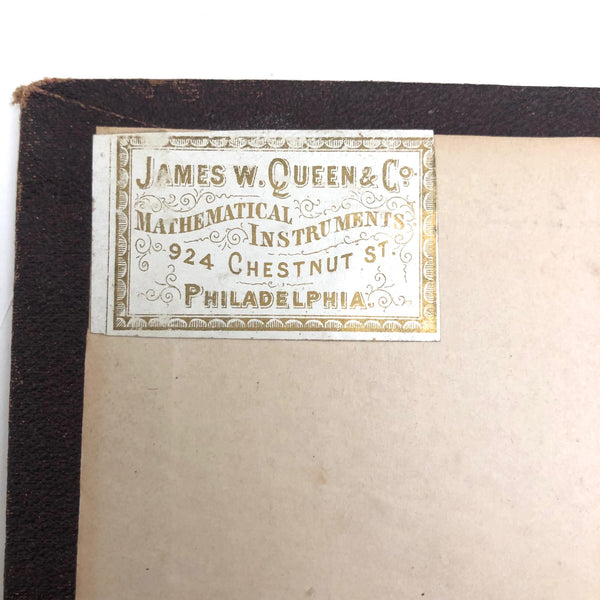 JAMES W. QUEEN & Co.
MATHEMATICAL
INSTRUMENTS
924 CHESTNUT ST.
PHILADELPHIA.